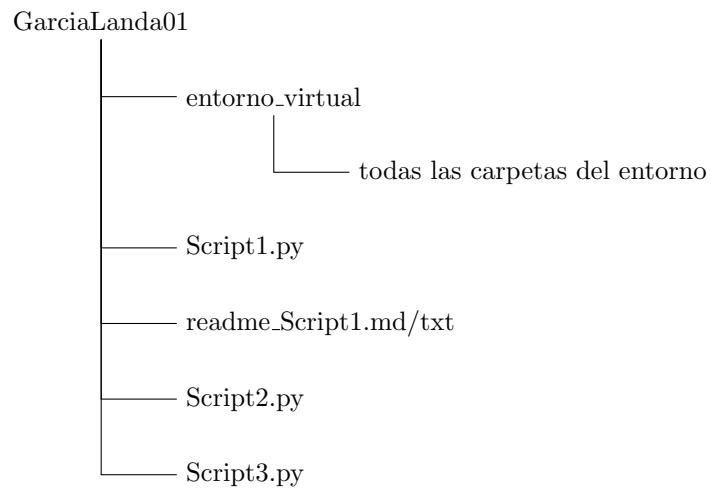 GarciaLanda01
entorno_virtual
todas las carpetas del entorno
Script1.py
readme_Script1.md/txt
Script2.py
Script3.py